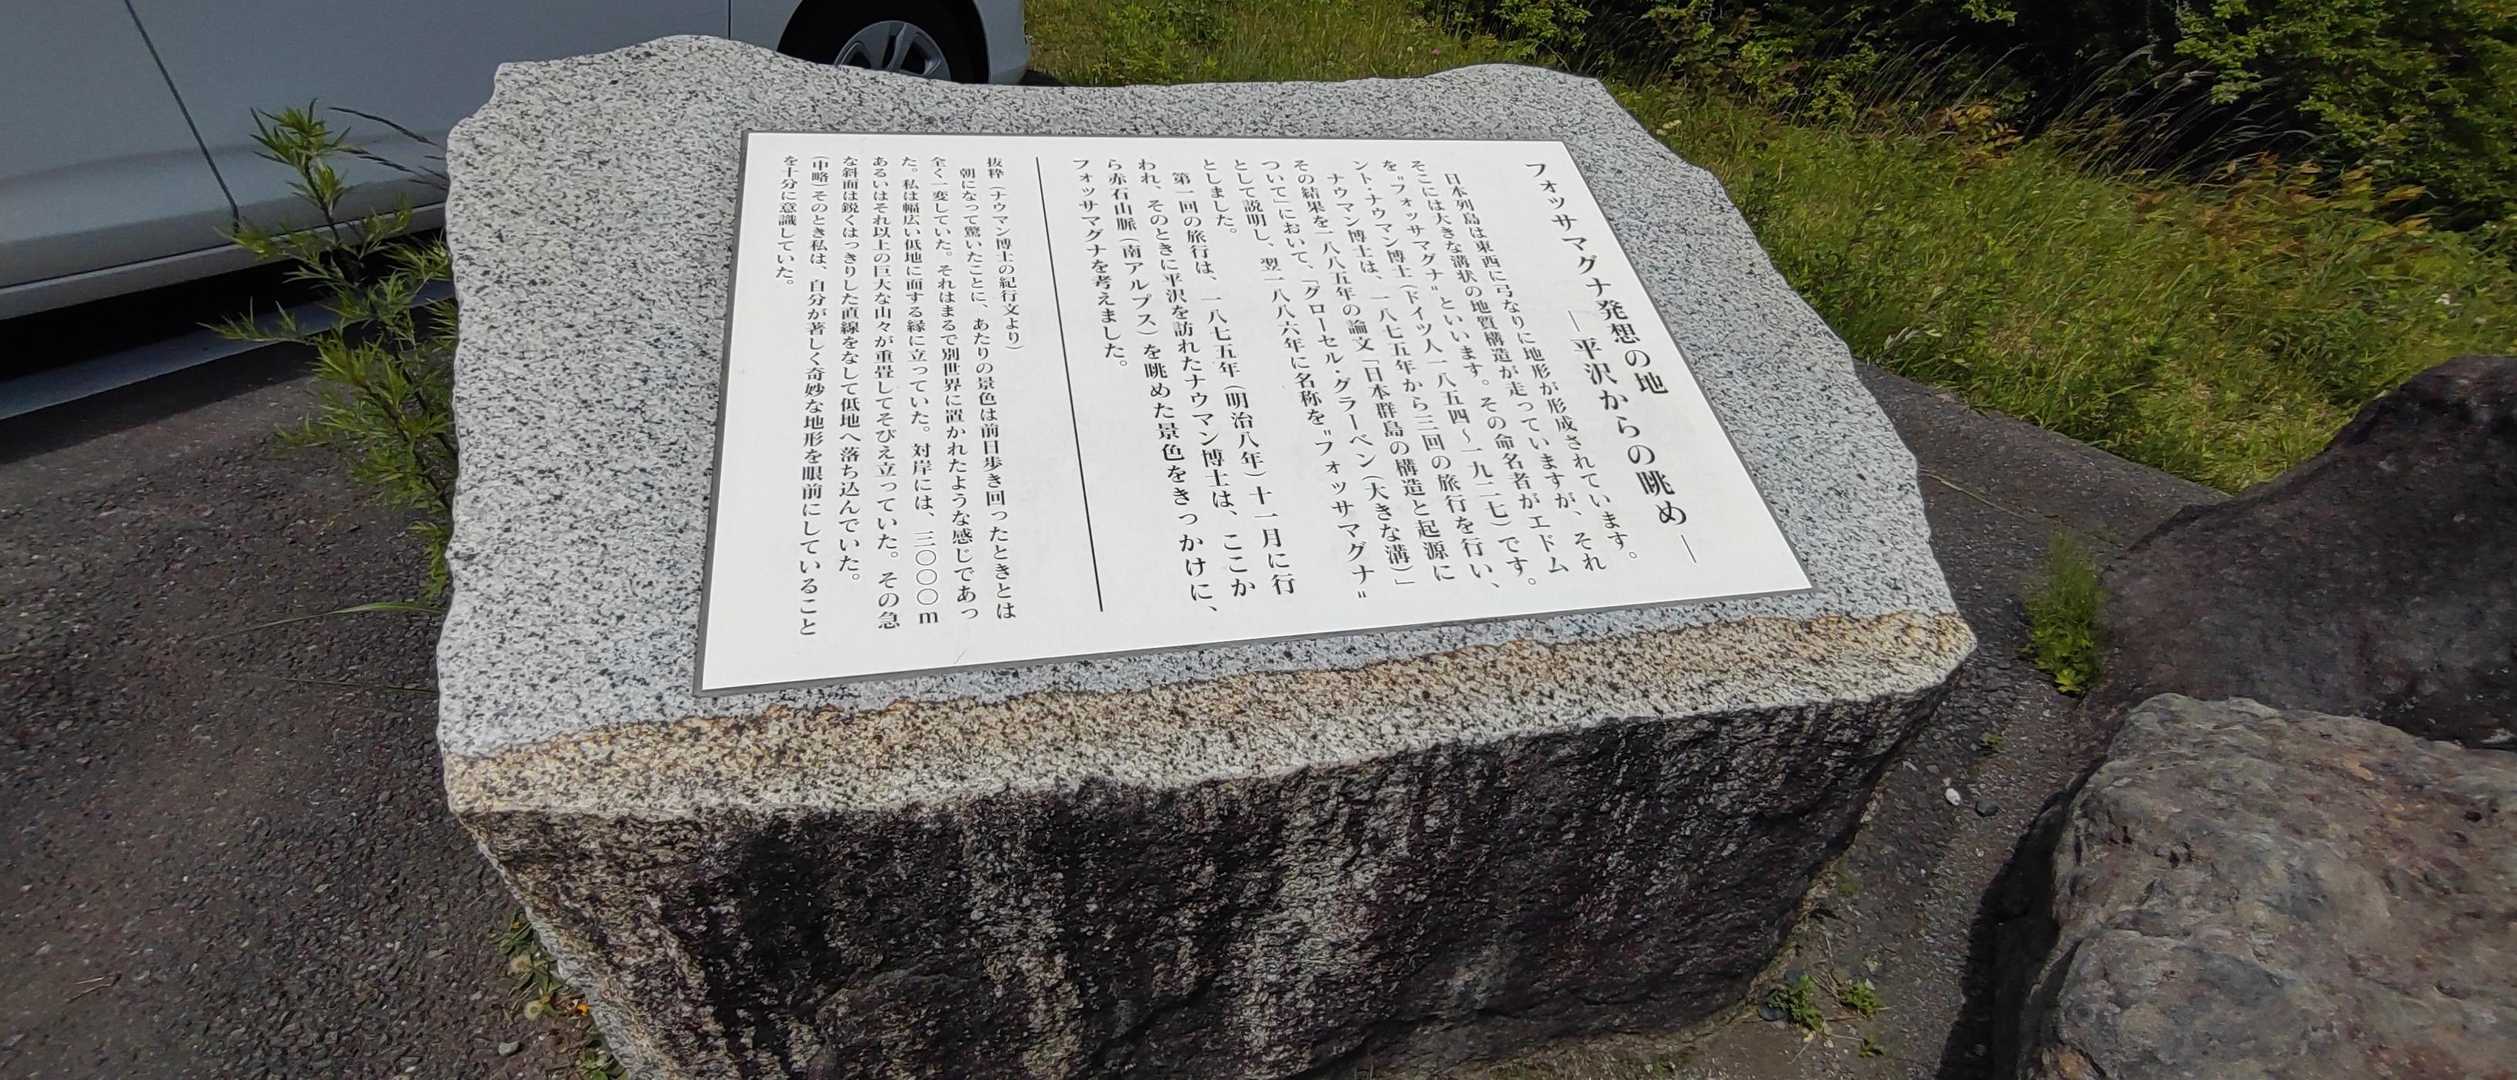 フォッサマグナ発想の地
―平沢からの眺め―
日本列島は東西に弓なりに地形が形成されています。
そこには大きな溝状の地質構造が走っていますが、それ
を"フォッサマグナ"といいます。その命名者がエドム
ント・ナウマン博士(ドイツ人一八五四～一九二七)です。
ナウマン博士は、一八七五年から三回の旅行を行い、
その結果を一八八五年の論文「日本群島の構造と起源に
ついて」において、「グローセル・グラーベン(大きな溝)」
として説明し、翌一八八六年に名称を"フォッサマグナ"
としました。
第一回の旅行は、一八七五年(明治八年)十一月に行
われ、そのときに平沢を訪れたナウマン博士は、ここか
ら赤石山脈(南アルプス)を眺めた景色をきっかけに、
フォッサマグナを考えました。
抜粋(ナウマン博士の紀行文より)
朝になって驚いたことに、あたりの景色は前日歩き回ったときとは
全く一変していた。それはまるで別世界に置かれたような感じであっ
た。私は幅広い低地に面する縁に立っていた。対岸には、三〇〇〇m
あるいはそれ以上の巨大な山々が重畳してそびえ立っていた。その急
な斜面は鋭くはっきりした直線をなして低地へ落ち込んでいた。
(中略)そのとき私は、自分が著しく奇妙な地形を眼前にしていること
を十分に意識していた。